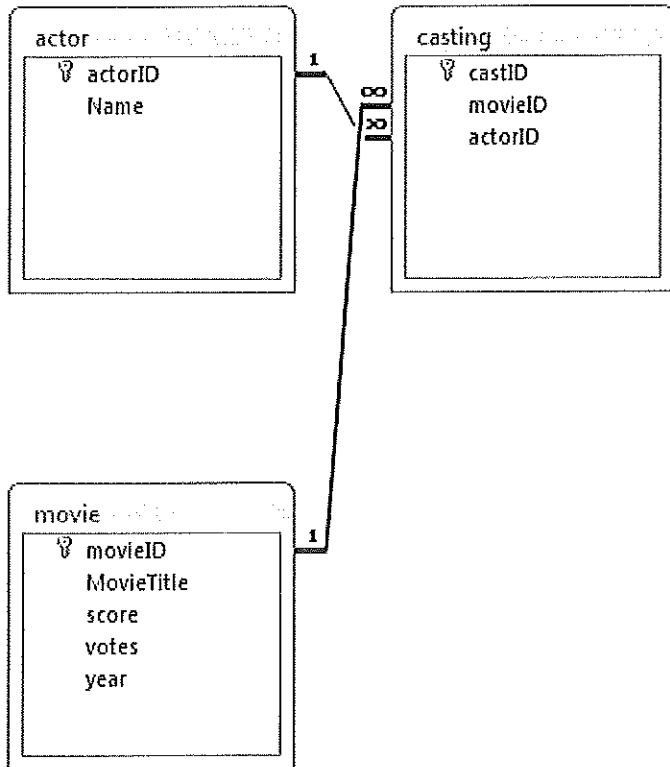 actor
actorID
Name
1
casting
castID
movieID
actorID
∞
∞
movie
movieID
MovieTitle
score
votes
year
1